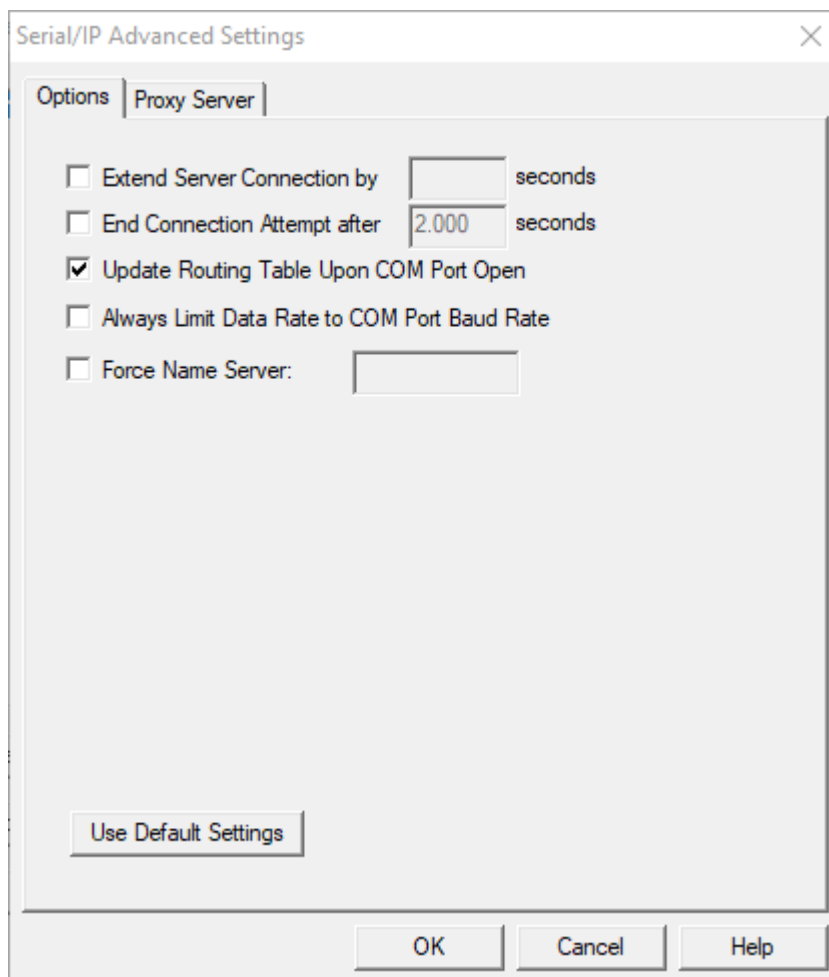 Serial/IP Advanced Settings
Options Proxy Server
Extend Server Connection by seconds
End Connection Attempt after 2.000 seconds
Update Routing Table Upon COM Port Open
Always Limit Data Rate to COM Port Baud Rate
Force Name Server:
Use Default Settings
OK Cancel Help